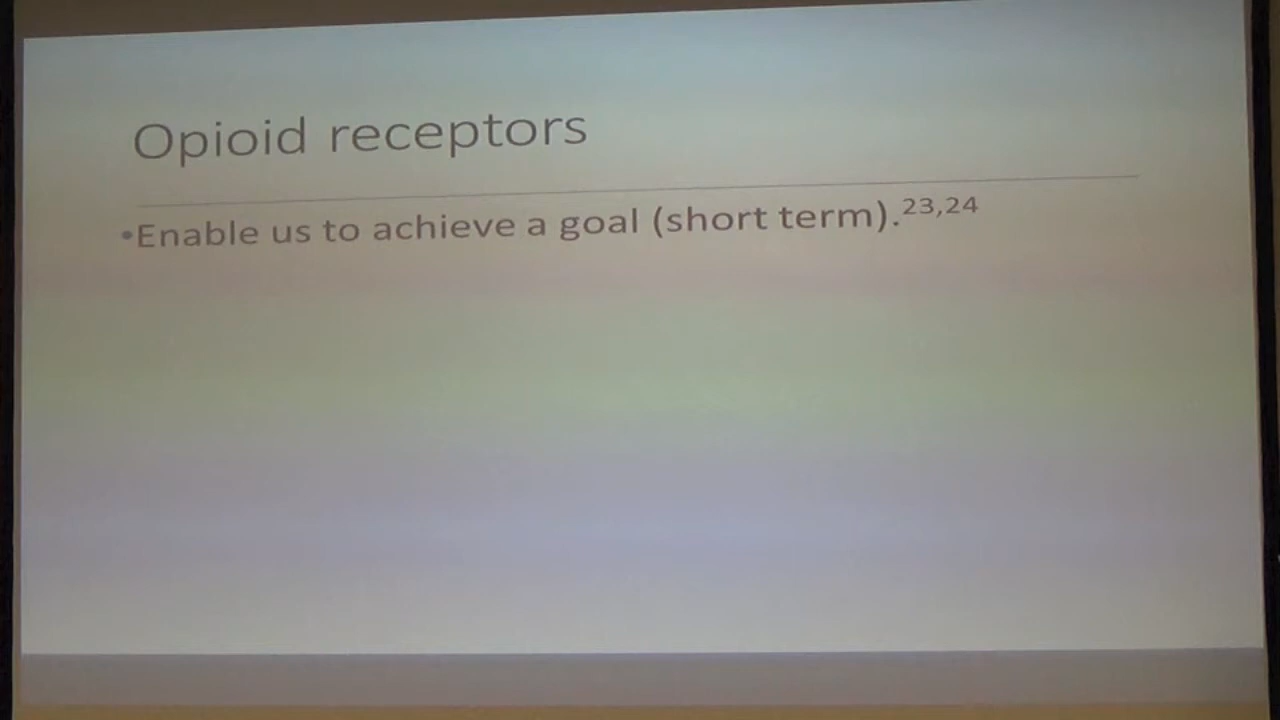 Opioid receptors
•Enable us to achieve a goal (short term).23,24